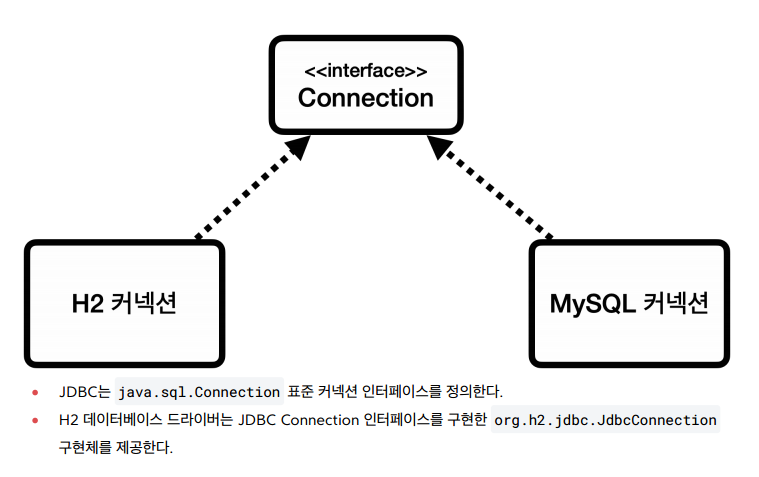 <<interface>>
Connection
H2 커넥션
MySQL 커넥션
JDBC는 java.sql.Connection 표준 커넥션 인터페이스를 정의한다.
H2 데이터베이스 드라이버는 JDBC Connection 인터페이스를 구현한 org.h2.jdbc.JdbcConnection
구현체를 제공한다.